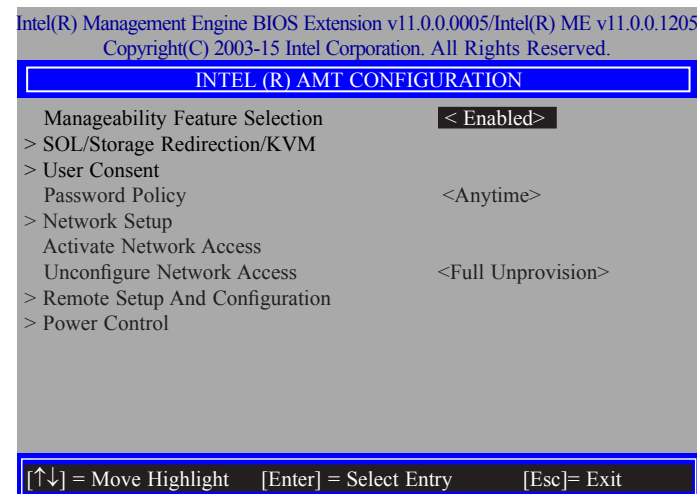 Intel(R) Management Engine BIOS Extension v11.0.0.0005/Intel(R) ME v11.0.0.1205
Copyright(C) 2003-15 Intel Corporation. All Rights Reserved.
INTEL (R) AMT CONFIGURATION
Manageability Feature Selection < Enabled>
> SOL/Storage Redirection/KVM
> User Consent
Password Policy <Anytime>
> Network Setup
Activate Network Access
Unconfigure Network Access <Full Unprovision>
> Remote Setup And Configuration
> Power Control
[↑↓] = Move Highlight [Enter] = Select Entry [Esc]= Exit